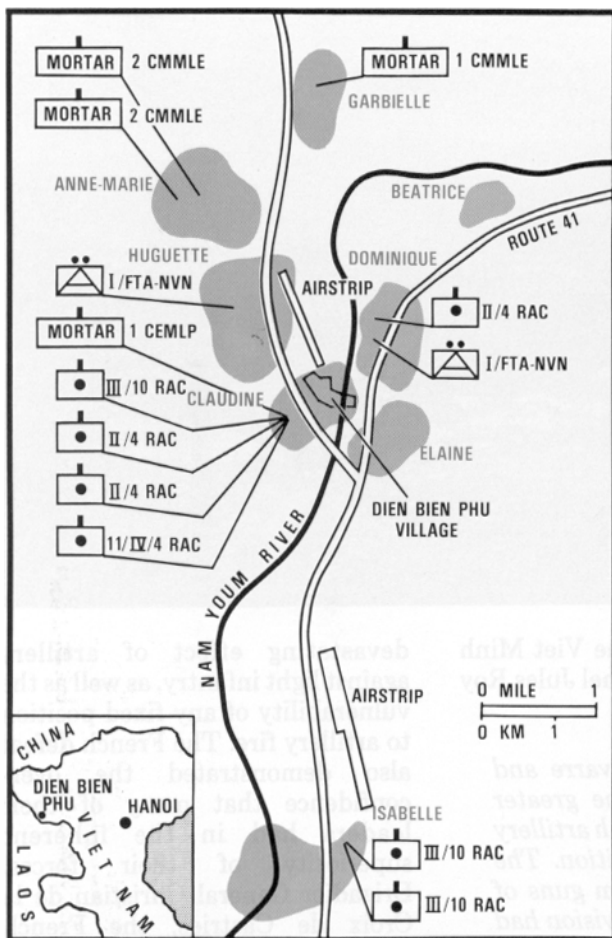 MORTAR 2 CMMLE
MORTAR 2 CMMLE
MORTAR 1 CMMLE
GARBIELLE
ANNE-MARIE
BEATRICE
ROUTE 41
HUGUETTE
DOMINIQUE
I/FTA-NVN
AIRSTRIP
II/4 RAC
MORTAR 1 CEMLP
I/FTA-NVN
III/10 RAC
CLAUDINE
II/4 RAC
ELAINE
II/4 RAC
DIEN BIEN PHU
VILLAGE
11/IV/4 RAC
NAM YOUM RIVER
AIRSTRIP
0 MILE 1
0 KM 1
CHINA
DIEN BIEN
PHU
HANOI
VIETNAM
LAOS
ISABELLE
III/10 RAC
III/10 RAC